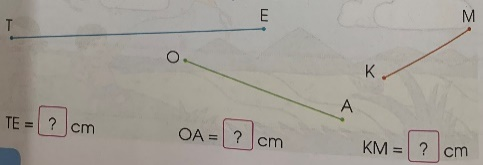 T E M
O K
A
TE = ? cm
OA = ? cm
KM = ? cm